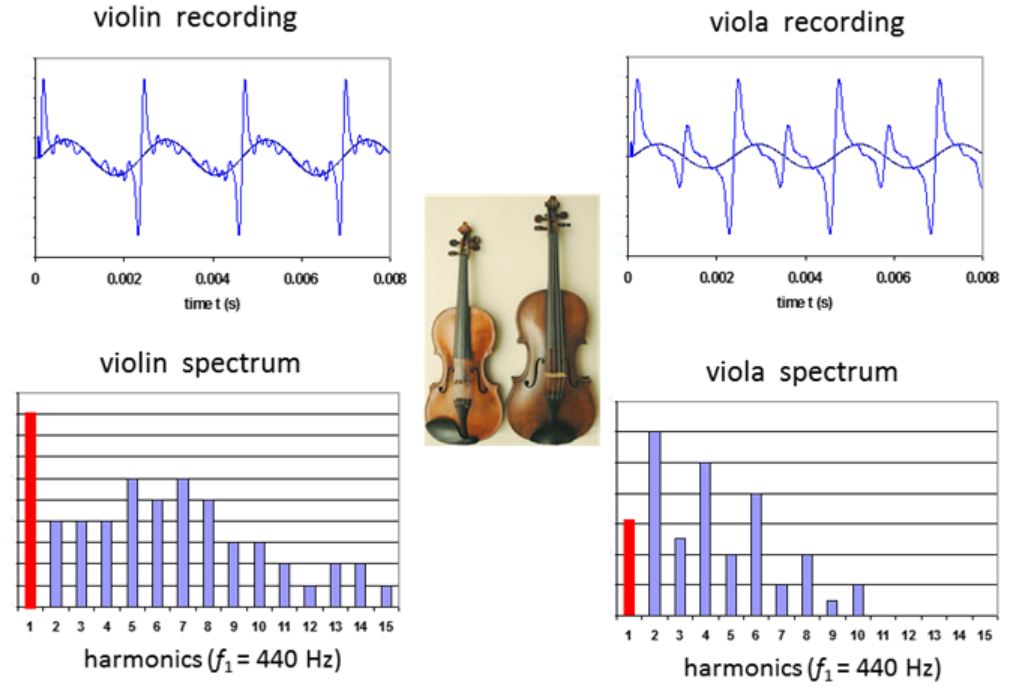 violin recording
viola recording
0 0.002 0.004 0.006 0.008
time t (s)
0 0.002 0.004 0.006 0.008
time t (s)
violin spectrum
viola spectrum
1 2 3 4 5 6 7 8 9 10 11 12 13 14 15
harmonics (f1 = 440 Hz)
1 2 3 4 5 6 7 8 9 10 11 12 13 14 15
harmonics (f1 = 440 Hz)